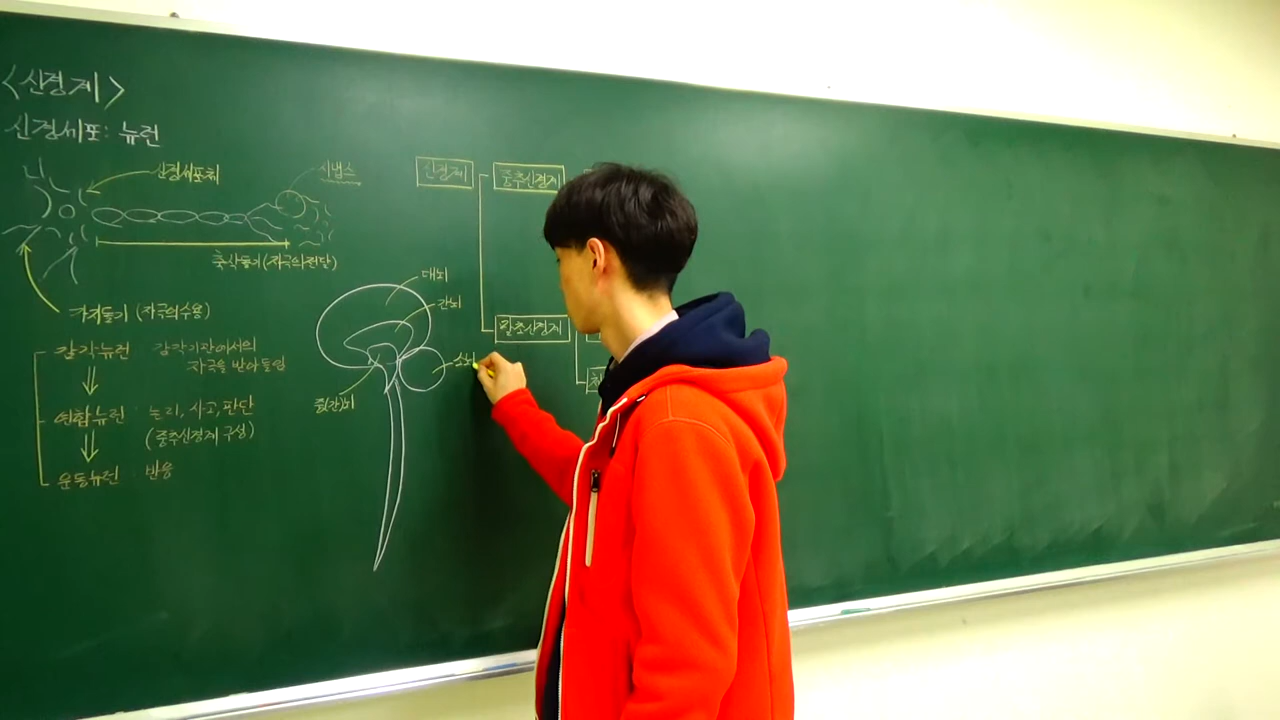 <신경계>
신경세포: 뉴런
신경세포체
시냅스
축삭돌기(자극의 전달)
가지돌기 (자극의 수용)
감각뉴런 감각기관에서의
자극을 받아들임
연합뉴런 : 논리, 사고, 판단
(중추신경계 구성)
운동뉴런 : 반응
대뇌
간뇌
소뇌
중(간)뇌
신경계
중추신경계
말초신경계
체